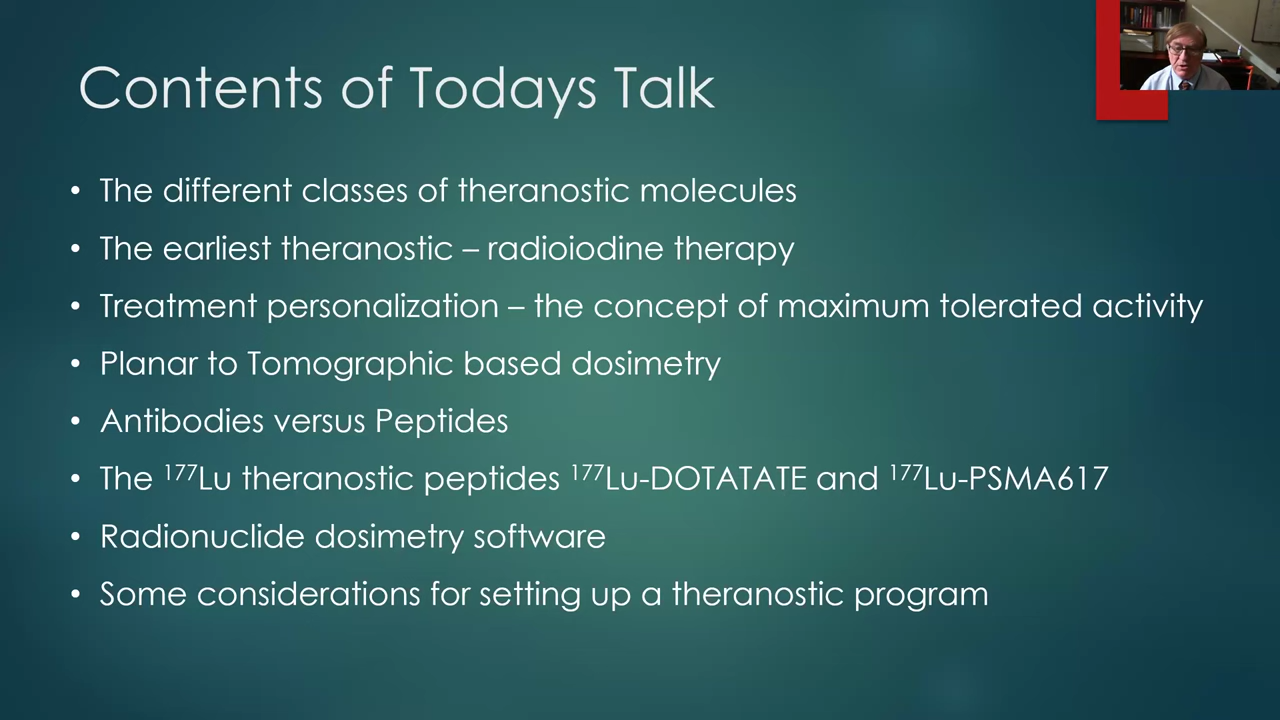 Contents of Todays Talk
• The different classes of theranostic molecules
• The earliest theranostic – radioiodine therapy
• Treatment personalization – the concept of maximum tolerated activity
• Planar to Tomographic based dosimetry
• Antibodies versus Peptides
• The ¹⁷⁷Lu theranostic peptides ¹⁷⁷Lu-DOTATATE and ¹⁷⁷Lu-PSMA617
• Radionuclide dosimetry software
• Some considerations for setting up a theranostic program